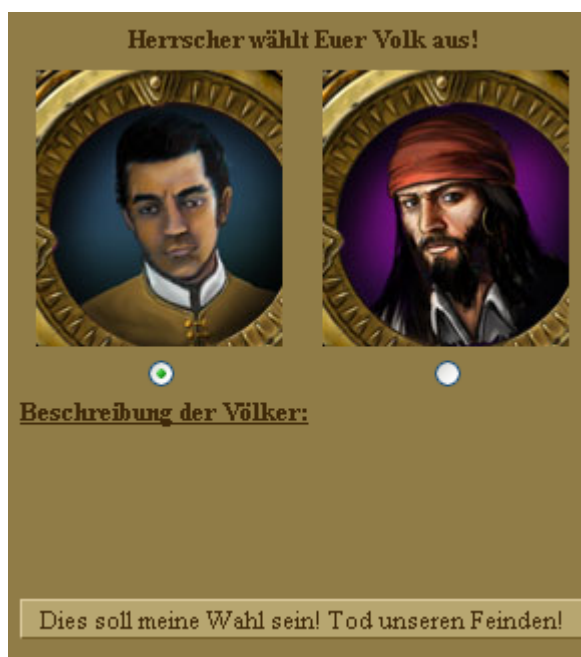 Herrscher wählt Euer Volk aus!
Beschreibung der Völker:
Dies soll meine Wahl sein! Tod unseren Feinden!